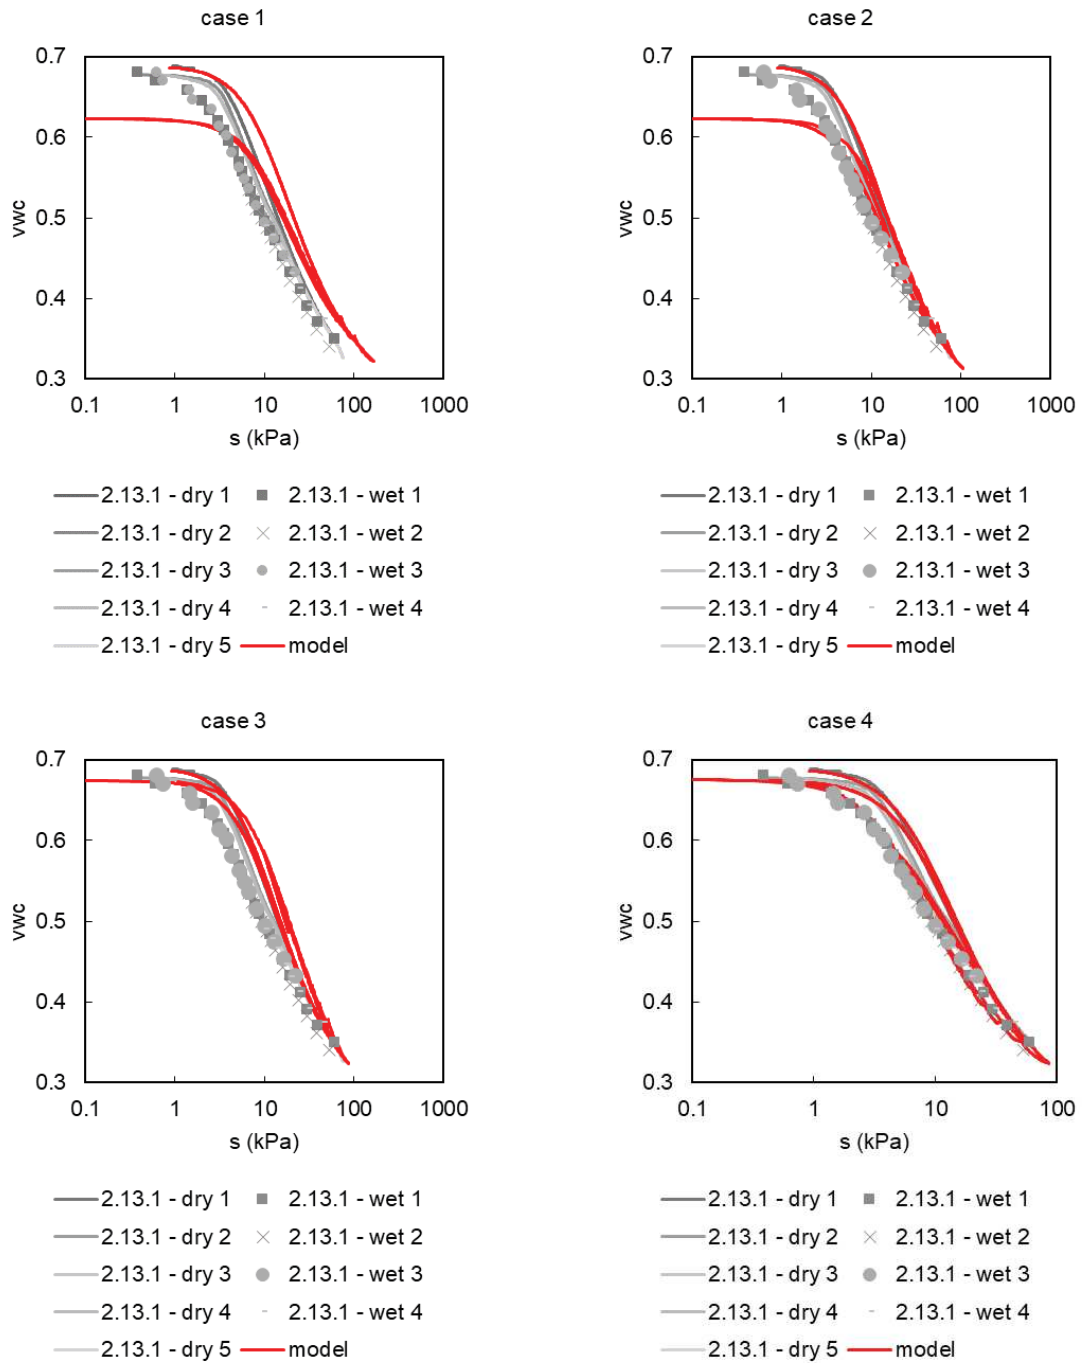 case 1
case 2
0.7
0.6
0.5
0.4
0.3
vwc
0.1
1
10
100
1000
s (kPa)
0.7
0.6
0.5
0.4
0.3
vwc
0.1
1
10
100
1000
s (kPa)
2.13.1 - dry 1
2.13.1 - wet 1
2.13.1 - dry 2
2.13.1 - wet 2
2.13.1 - dry 3
2.13.1 - wet 3
2.13.1 - dry 4
2.13.1 - wet 4
2.13.1 - dry 5
model
2.13.1 - dry 1
2.13.1 - wet 1
2.13.1 - dry 2
2.13.1 - wet 2
2.13.1 - dry 3
2.13.1 - wet 3
2.13.1 - dry 4
2.13.1 - wet 4
2.13.1 - dry 5
model
case 3
case 4
0.7
0.6
0.5
0.4
0.3
vwc
0.1
1
10
100
1000
s (kPa)
0.7
0.6
0.5
0.4
0.3
vwc
0.1
1
10
100
s (kPa)
2.13.1 - dry 1
2.13.1 - wet 1
2.13.1 - dry 2
2.13.1 - wet 2
2.13.1 - dry 3
2.13.1 - wet 3
2.13.1 - dry 4
2.13.1 - wet 4
2.13.1 - dry 5
model
2.13.1 - dry 1
2.13.1 - wet 1
2.13.1 - dry 2
2.13.1 - wet 2
2.13.1 - dry 3
2.13.1 - wet 3
2.13.1 - dry 4
2.13.1 - wet 4
2.13.1 - dry 5
model